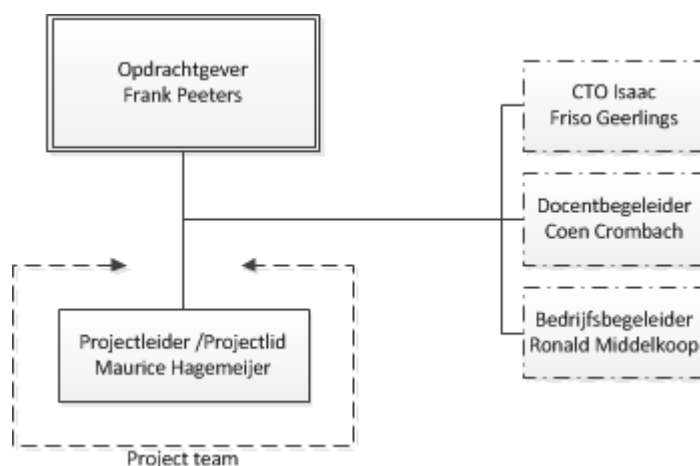 Opdrachtgever
Frank Peeters
CTO Isaac
Friso Geerlings
Docentbegeleider
Coen Crombach
Bedrijfsbegeleider
Ronald Middelkoop
Projectleider /Projectlid
Maurice Hagemeijer
Project team